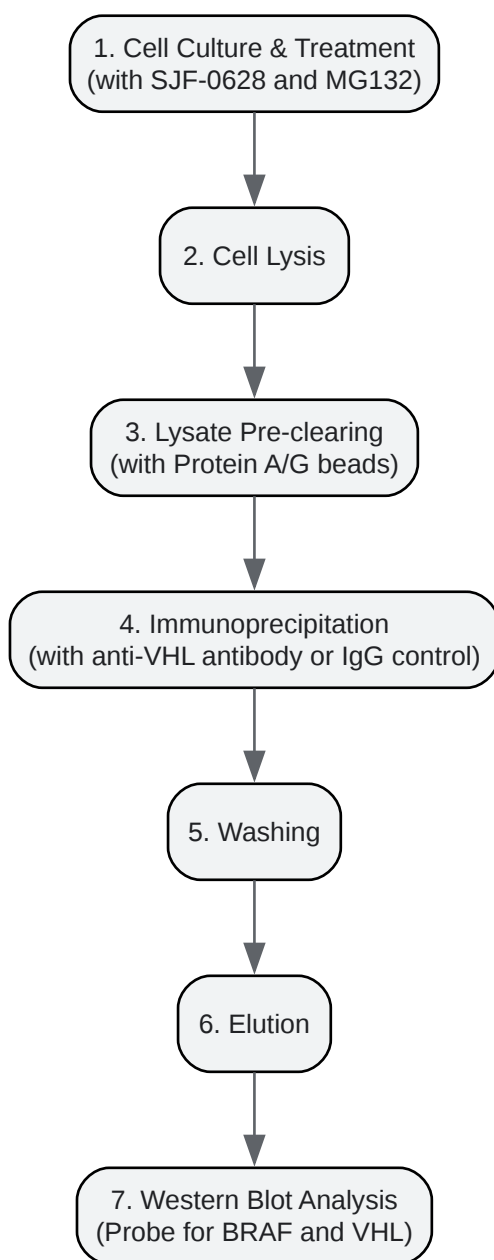 1. Cell Culture & Treatment
(with SJF-0628 and MG132)
2. Cell Lysis
3. Lysate Pre-clearing
(with Protein A/G beads)
4. Immunoprecipitation
(with anti-VHL antibody or IgG control)
5. Washing
6. Elution
7. Western Blot Analysis
(Probe for BRAF and VHL)